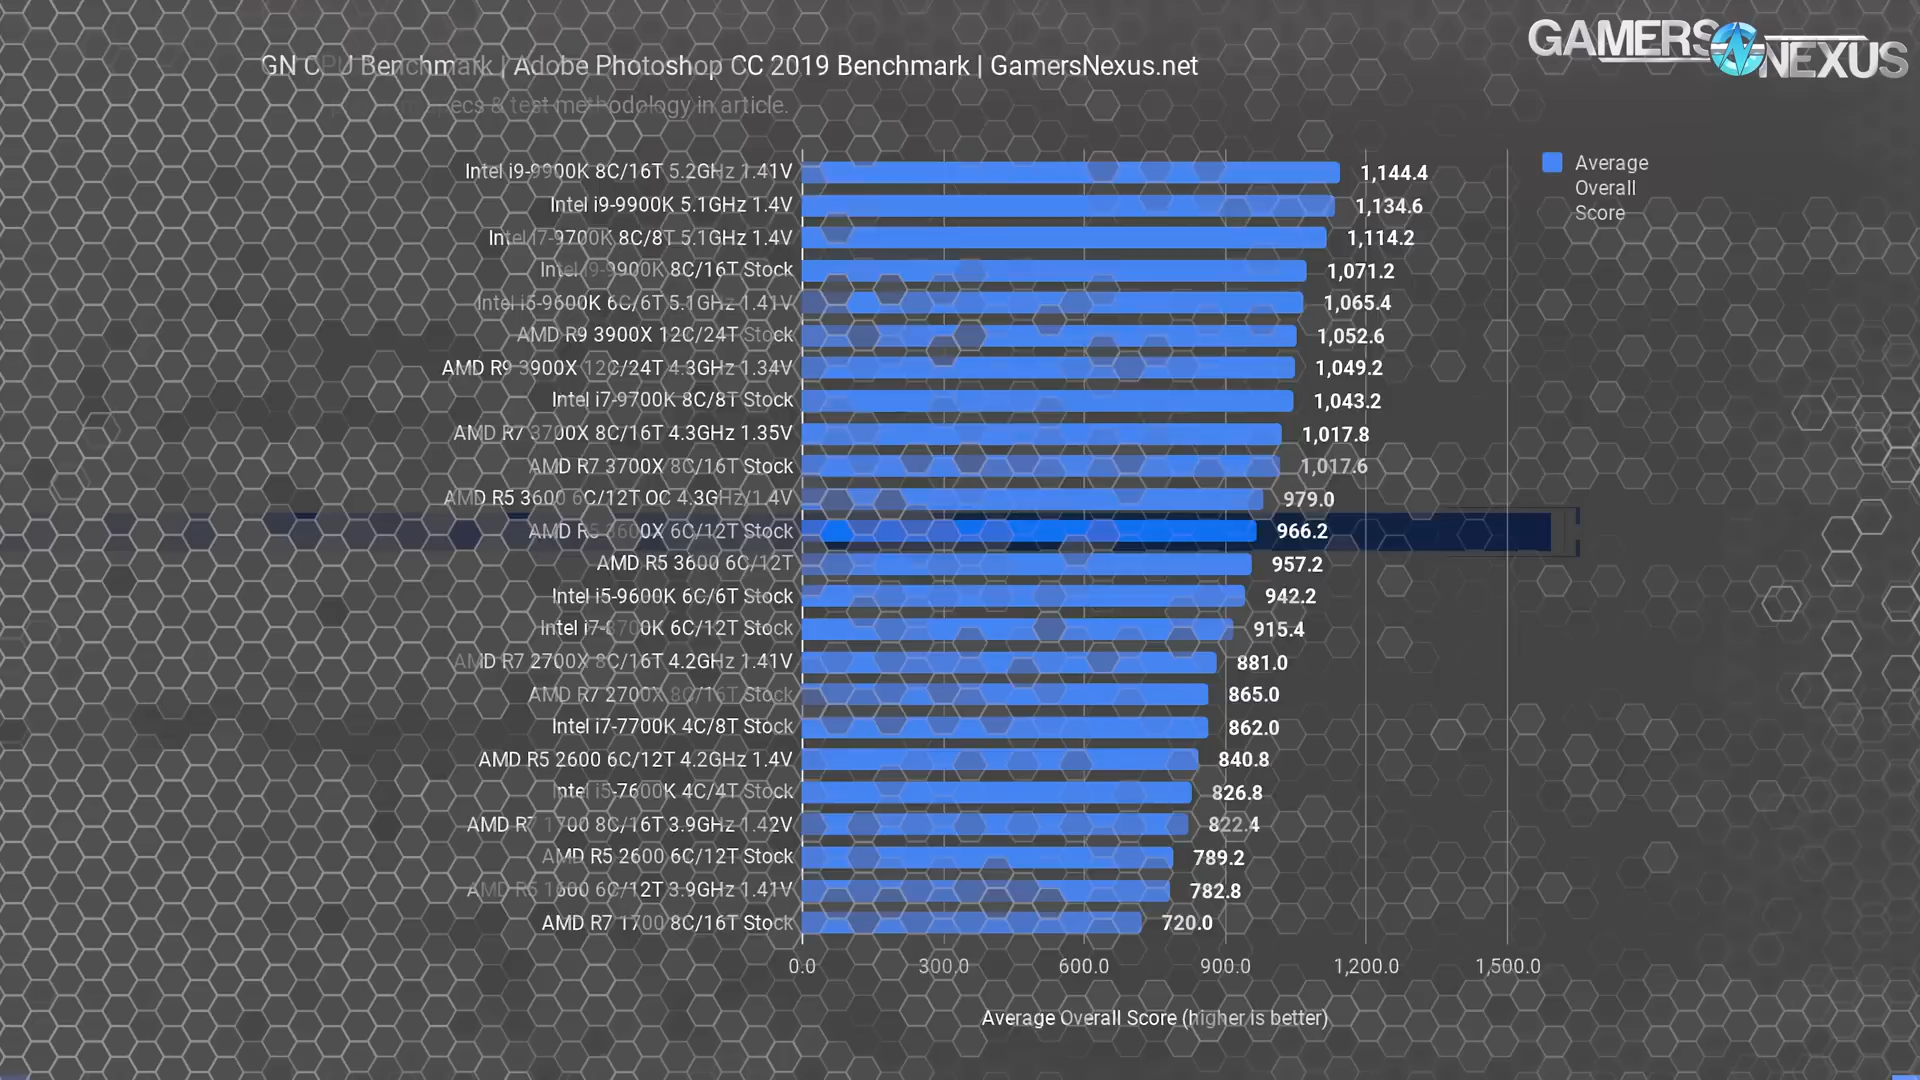 GAMERS NEXUS
GN CPU Benchmark | Adobe Photoshop CC 2019 Benchmark | GamersNexus.net
specs & test methodology in article.
Intel i9-9900K 8C/16T 5.2GHz 1.41V 1,144.4
Intel i9-9900K 5.1GHz 1.4V 1,134.6
Intel i7-9700K 8C/8T 5.1GHz 1.4V 1,114.2
Intel i9-9900K 8C/16T Stock 1,071.2
Intel i5-9600K 6C/6T 5.1GHz 1.41V 1,065.4
AMD R9 3900X 12C/24T Stock 1,052.6
AMD R9 3900X 12C/24T 4.3GHz 1.34V 1,049.2
Intel i7-9700K 8C/8T Stock 1,043.2
AMD R7 3700X 8C/16T 4.3GHz 1.35V 1,017.8
AMD R7 3700X 8C/16T Stock 1,017.6
AMD R5 3600 6C/12T OC 4.3GHz/1.4V 979.0
AMD R5 3600X 6C/12T Stock 966.2
AMD R5 3600 6C/12T 957.2
Intel i5-9600K 6C/6T Stock 942.2
Intel i7-8700K 6C/12T Stock 915.4
AMD R7 2700X 8C/16T 4.2GHz 1.41V 881.0
AMD R7 2700X 8C/16T Stock 865.0
Intel i7-7700K 4C/8T Stock 862.0
AMD R5 2600 6C/12T 4.2GHz 1.4V 840.8
Intel i5-7600K 4C/4T Stock 826.8
AMD R7 1700 8C/16T 3.9GHz 1.42V 822.4
AMD R5 2600 6C/12T Stock 789.2
AMD R5 1600 6C/12T 3.9GHz 1.41V 782.8
AMD R7 1700 8C/16T Stock 720.0
0.0 300.0 600.0 900.0 1,200.0 1,500.0
Average Overall Score (higher is better)
Average
Overall
Score